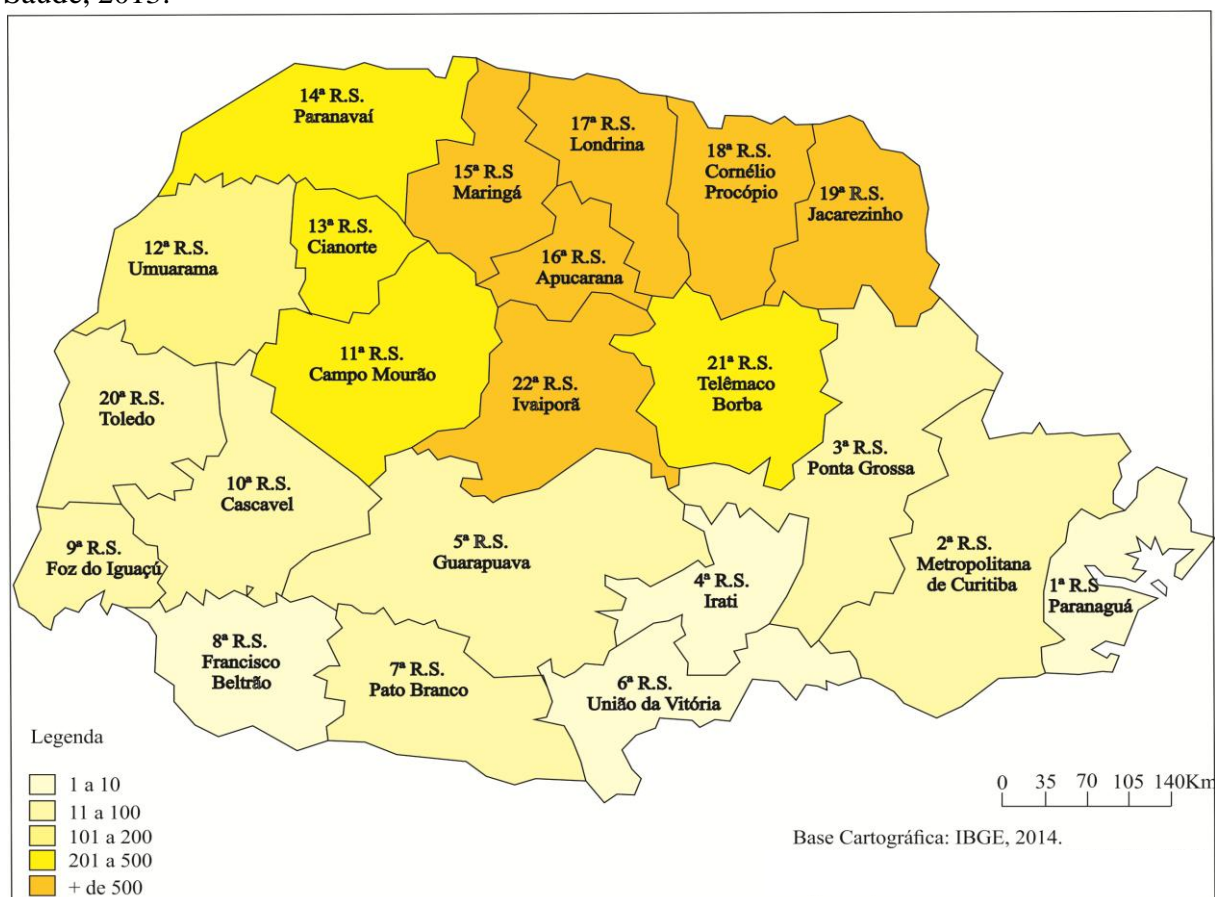 Saúde, 2013.
14ª R.S.
Paranavaí
15ª R.S
Maringá
17ª R.S.
Londrina
18ª R.S.
Cornélio
Procópio
19ª R.S.
Jacarezinho
12ª R.S.
Umuarama
13ª R.S.
Cianorte
16ª R.S.
Apucarana
11ª R.S.
Campo Mourão
22ª R.S.
Ivaiporã
21ª R.S.
Telêmaco
Borba
20ª R.S.
Toledo
10ª R.S.
Cascavel
3ª R.S.
Ponta Grossa
9ª R.S.
Foz do Iguaçú
5ª R.S.
Guarapuava
4ª R.S.
Irati
2ª R.S.
Metropolitana
de Curitiba
1ª R.S
Paranaguá
8ª R.S.
Francisco
Beltrão
7ª R.S.
Pato Branco
6ª R.S.
União da Vitória
Legenda
1 a 10
11 a 100
101 a 200
201 a 500
+ de 500
0 35 70 105 140Km
Base Cartográfica: IBGE, 2014.